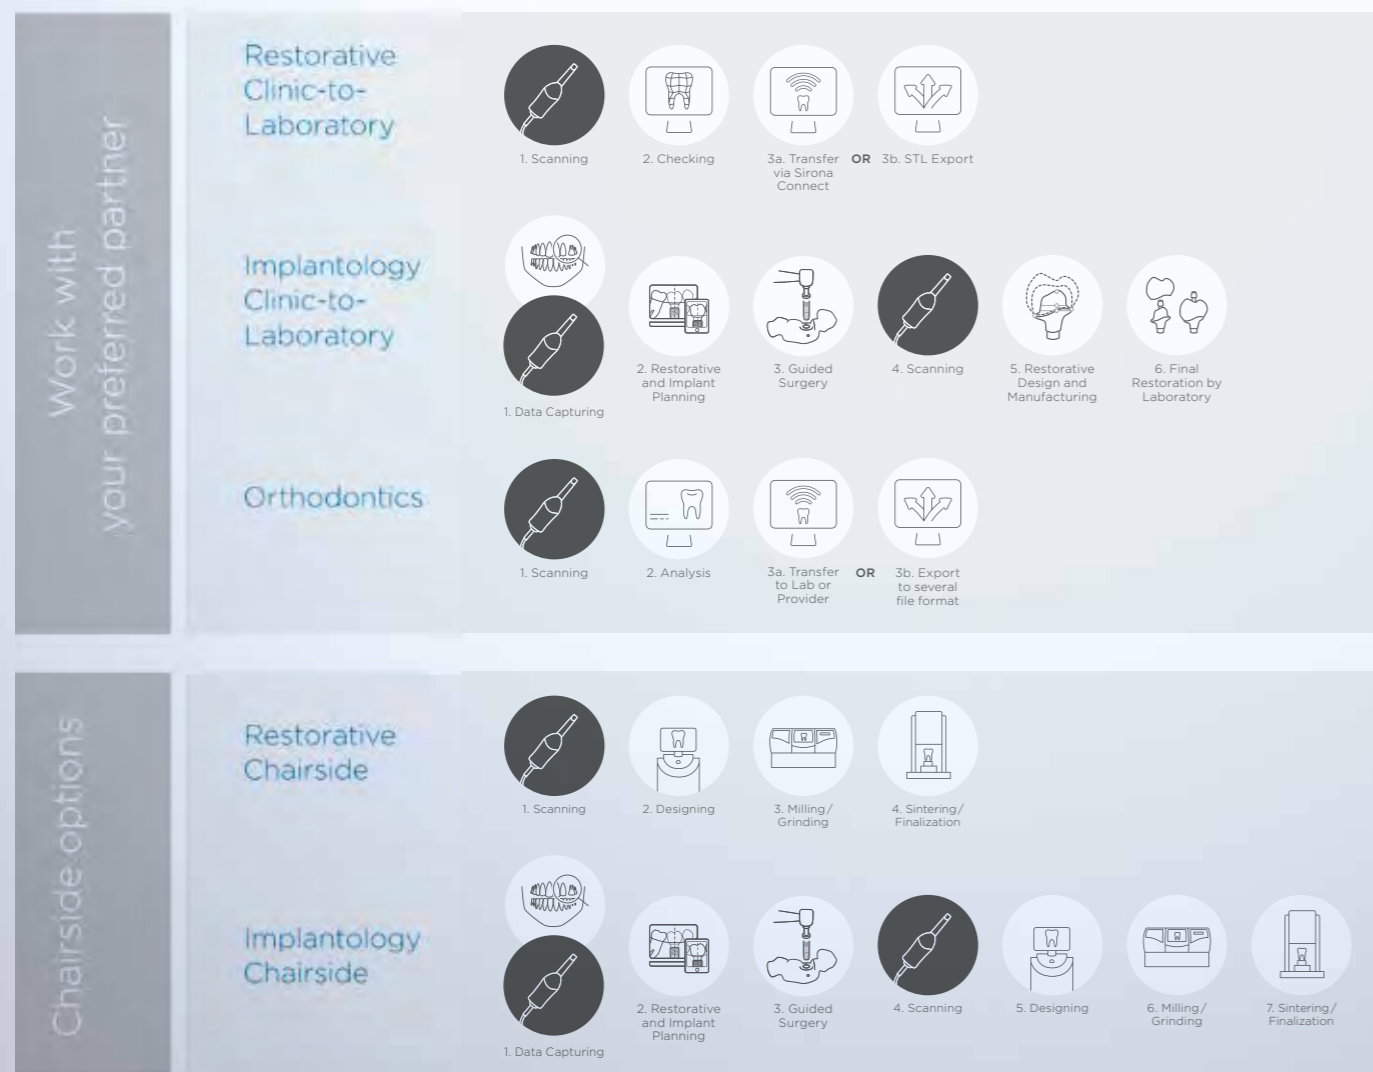 Work with
your preferred partner
Restorative
Clinic-to-
Laboratory
1. Scanning
2. Checking
3a. Transfer
via Sirona
Connect
OR
3b. STL Export
Implantology
Clinic-to-
Laboratory
1. Data Capturing
2. Restorative
and Implant
Planning
3. Guided
Surgery
4. Scanning
5. Restorative
Design and
Manufacturing
6. Final
Restoration by
Laboratory
Orthodontics
1. Scanning
2. Analysis
3a. Transfer
to Lab or
Provider
OR
3b. Export
to several
file format
Chairside options
Restorative
Chairside
1. Scanning
2. Designing
3. Milling/
Grinding
4. Sintering/
Finalization
Implantology
Chairside
1. Data Capturing
2. Restorative
and Implant
Planning
3. Guided
Surgery
4. Scanning
5. Designing
6. Milling/
Grinding
7. Sintering/
Finalization